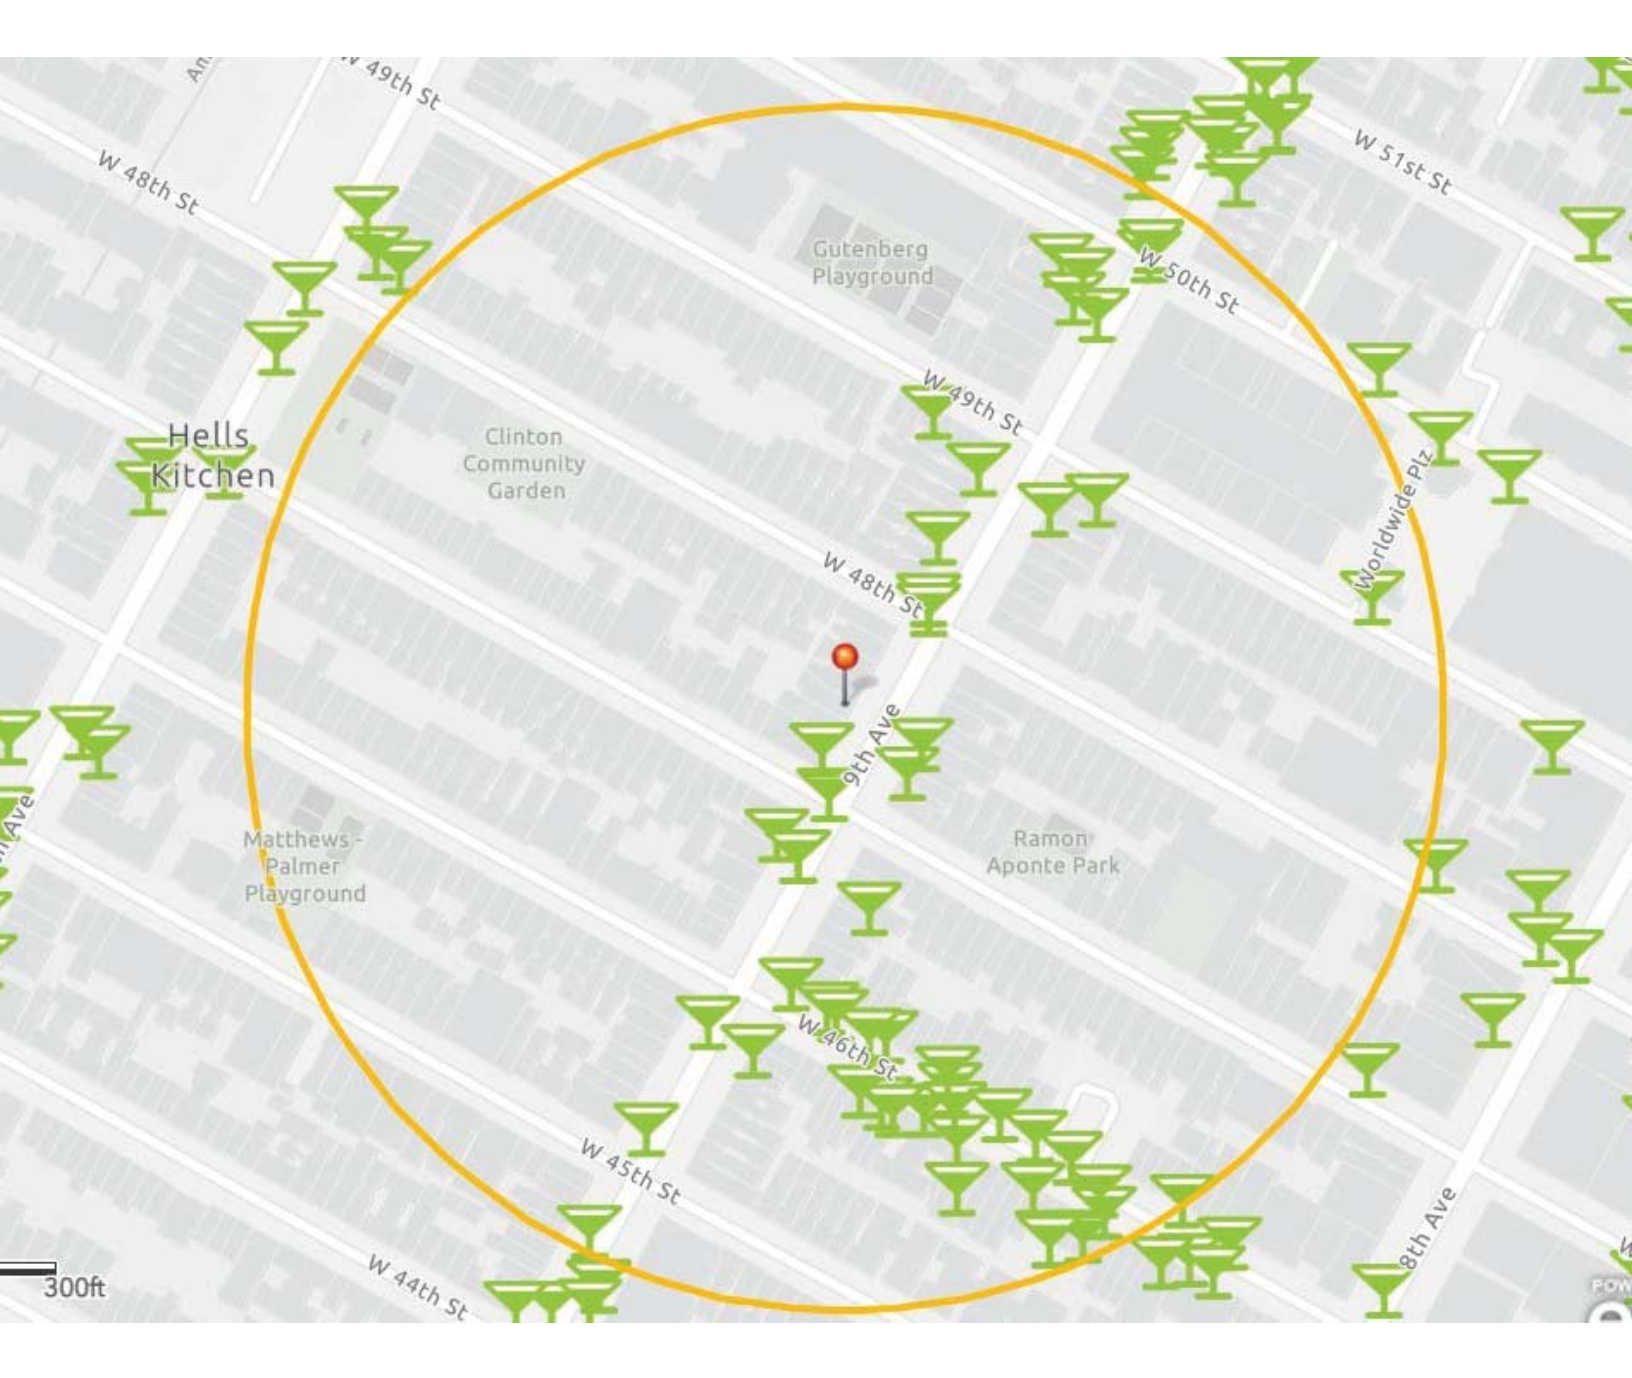 W 49th St
W 48th St
W 51st St
Gutenberg
Playground
W 50th St
W 49th St
Hells
Kitchen
Clinton
Community
Garden
Worldwide Plz
W 48th St
9th Ave
Ave
Matthews -
Palmer
Playground
Ramon
Aponte Park
W 46th St
W 45th St
8th Ave
W 44th St
300ft